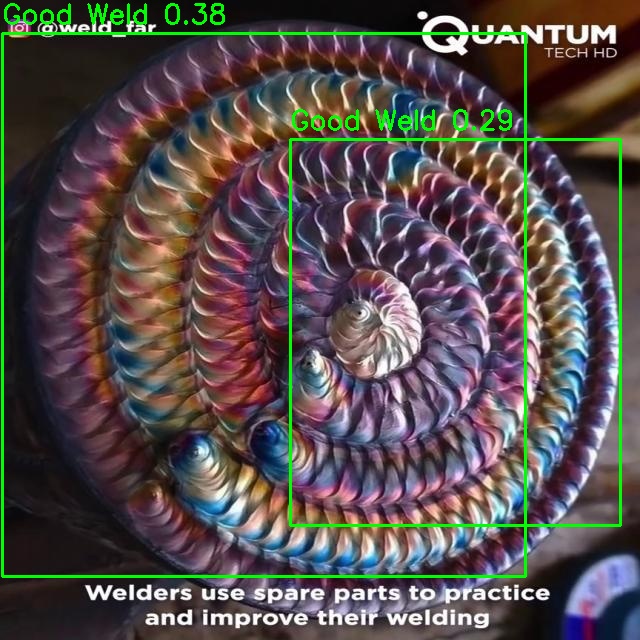 Good Weld 0.38
@weld_far
QUANTUM
TECH HD
Good Weld 0.29
Welders use spare parts to practice
and improve their welding